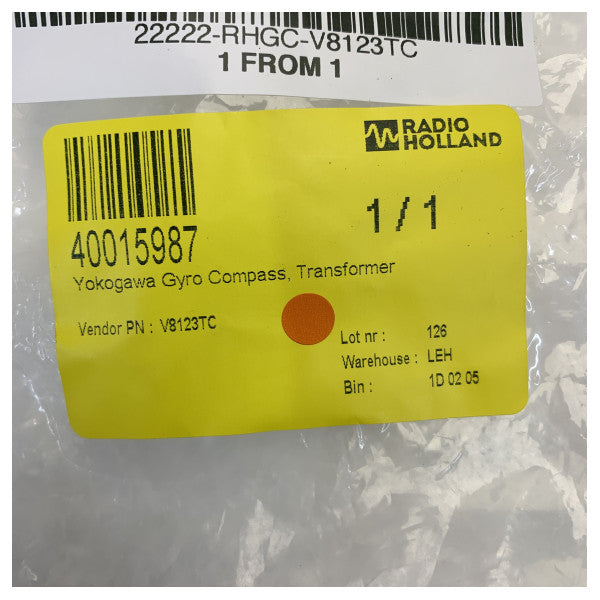 22222-RHGC-V8123TC
1 FROM 1
RADIO
HOLLAND
1 / 1
40015987
Yokogawa Gyro Compass, Transformer
Vendor PN : V8123TC
Lot nr : 126
Warehouse : LEH
Bin : 1D 02 05